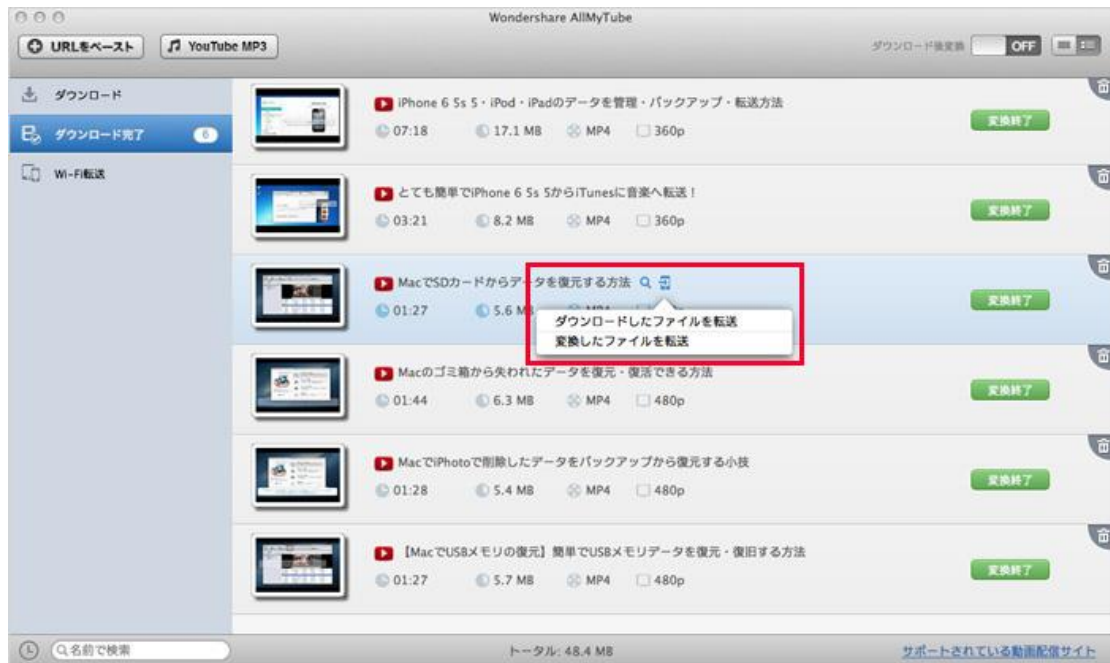 Wondershare AllMyTube
URLをペースト YouTube MP3 ダウンロード後変換 OFF
ダウンロード
ダウンロード完了 6
Wi-Fi転送
iPhone 6 5s 5・iPod・iPadのデータを管理・バックアップ・転送方法
07:18 17.1 MB MP4 360p
変換終了
とても簡単でiPhone 6 5s 5からiTunesに音楽へ転送！
03:21 8.2 MB MP4 360p
変換終了
MacでSDカードからデータを復元する方法
01:27 5.6 M
ダウンロードしたファイルを転送
変換したファイルを転送
変換終了
Macのゴミ箱から失われたデータを復元・復活できる方法
01:44 6.3 MB MP4 480p
変換終了
MacでiPhotoで削除したデータをバックアップから復元する小技
01:28 5.4 MB MP4 480p
変換終了
【MacでUSBメモリの復元】簡単でUSBメモリデータを復元・復旧する方法
01:27 5.7 MB MP4 480p
変換終了
名前で検索 トータル: 48.4 MB サポートされている動画配信サイト